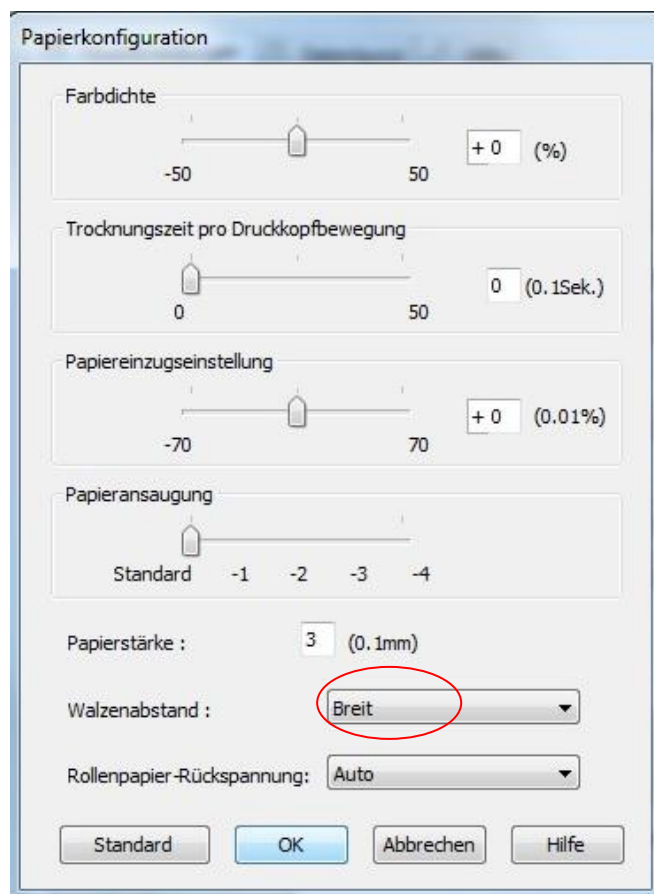 Papierkonfiguration
Farbdichte
+ 0 (%)
-50 50
Trocknungszeit pro Druckkopfbewegung
0 (0.1Sek.)
0 50
Papiereinzugseinstellung
+ 0 (0.01%)
-70 70
Papieransaugung
Standard -1 -2 -3 -4
Papierstärke : 3 (0.1mm)
Walzenabstand : Breit
Rollenpapier-Rückspannung: Auto
Standard OK Abbrechen Hilfe